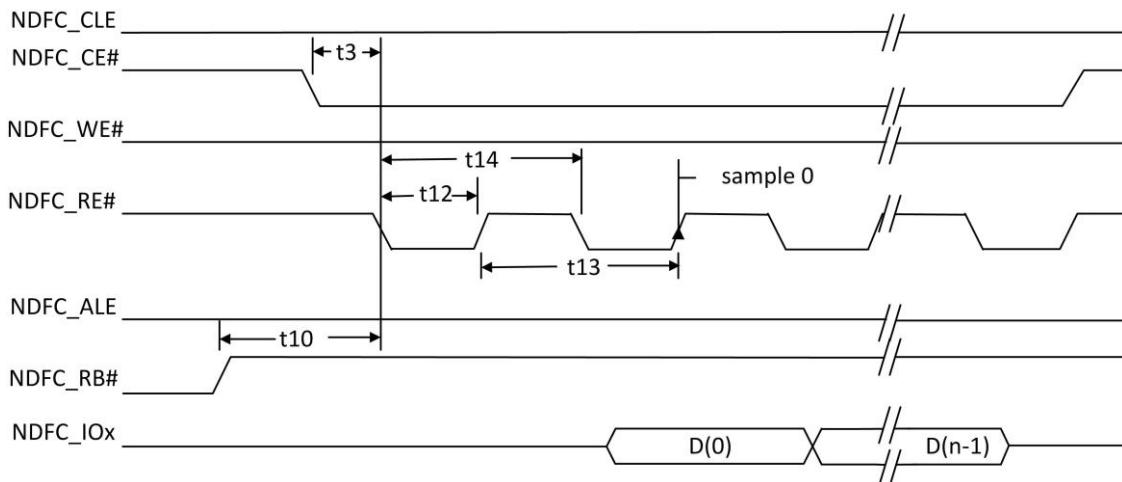 NDFC_CLE
t3
NDFC_CE#
NDFC_WE#
t14
sample 0
t12
NDFC_RE#
t13
NDFC_ALE
t10
NDFC_RB#
NDFC_IOx
D(0)
D(n-1)